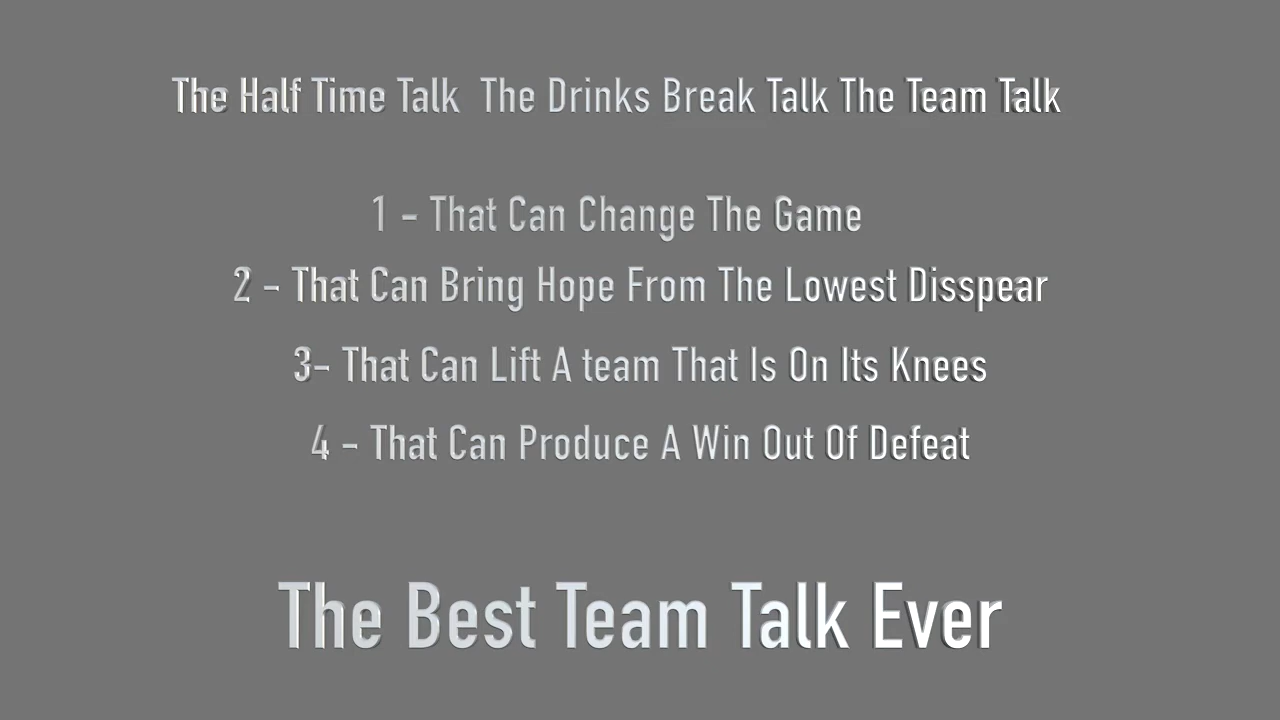 The Half Time Talk  The Drinks Break Talk The Team Talk
1 - That Can Change The Game
2 - That Can Bring Hope From The Lowest Disspear
3- That Can Lift A team That Is On Its Knees
4 - That Can Produce A Win Out Of Defeat
The Best Team Talk Ever